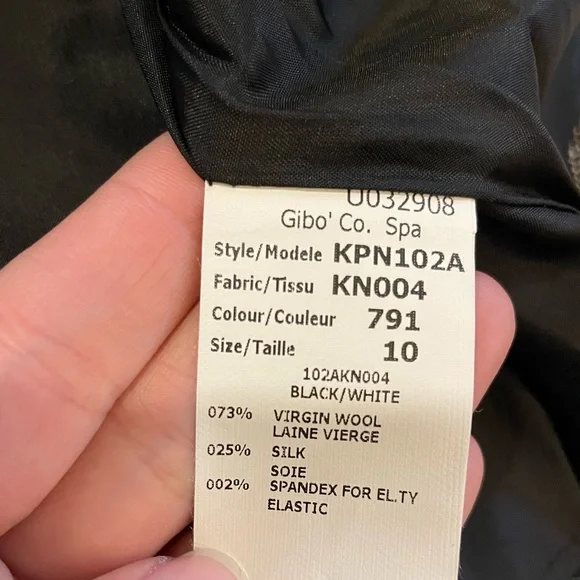 U032908
Gibo' Co. Spa
Style/Modele KPN102A
Fabric/Tissu KN004
Colour/Couleur 791
Size/Taille 10
102AKN004
BLACK/WHITE
073% VIRGIN WOOL
LAINE VIERGE
025% SILK
SOIE
002% SPANDEX FOR EL.TY
ELASTIC